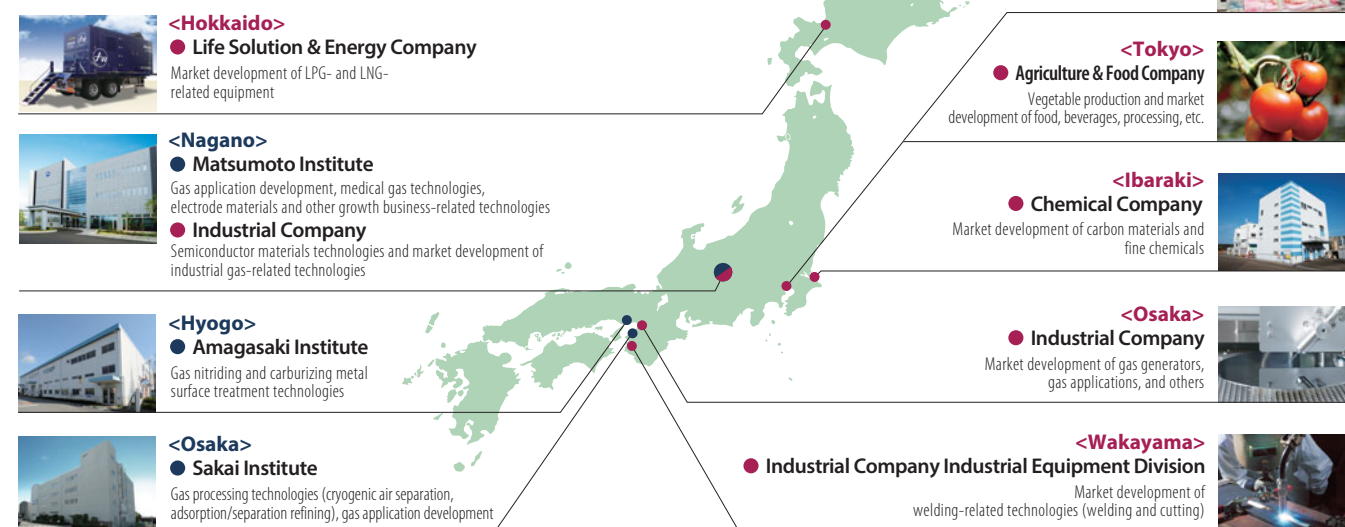 <Hokkaido>
Life Solution & Energy Company
Market development of LPG- and LNG-
related equipment
<Nagano>
Matsumoto Institute
Gas application development, medical gas technologies,
electrode materials and other growth business-related technologies
Industrial Company
Semiconductor materials technologies and market development of
industrial gas-related technologies
<Hyogo>
Amagasaki Institute
Gas nitriding and carburizing metal
surface treatment technologies
<Osaka>
Sakai Institute
Gas processing technologies (cryogenic air separation,
adsorption/separation refining), gas application development
<Tokyo>
Agriculture & Food Company
Vegetable production and market
development of food, beverages, processing, etc.
<Ibaraki>
Chemical Company
Market development of carbon materials and
fine chemicals
<Osaka>
Industrial Company
Market development of gas generators,
gas applications, and others
<Wakayama>
Industrial Company Industrial Equipment Division
Market development of
welding-related technologies (welding and cutting)